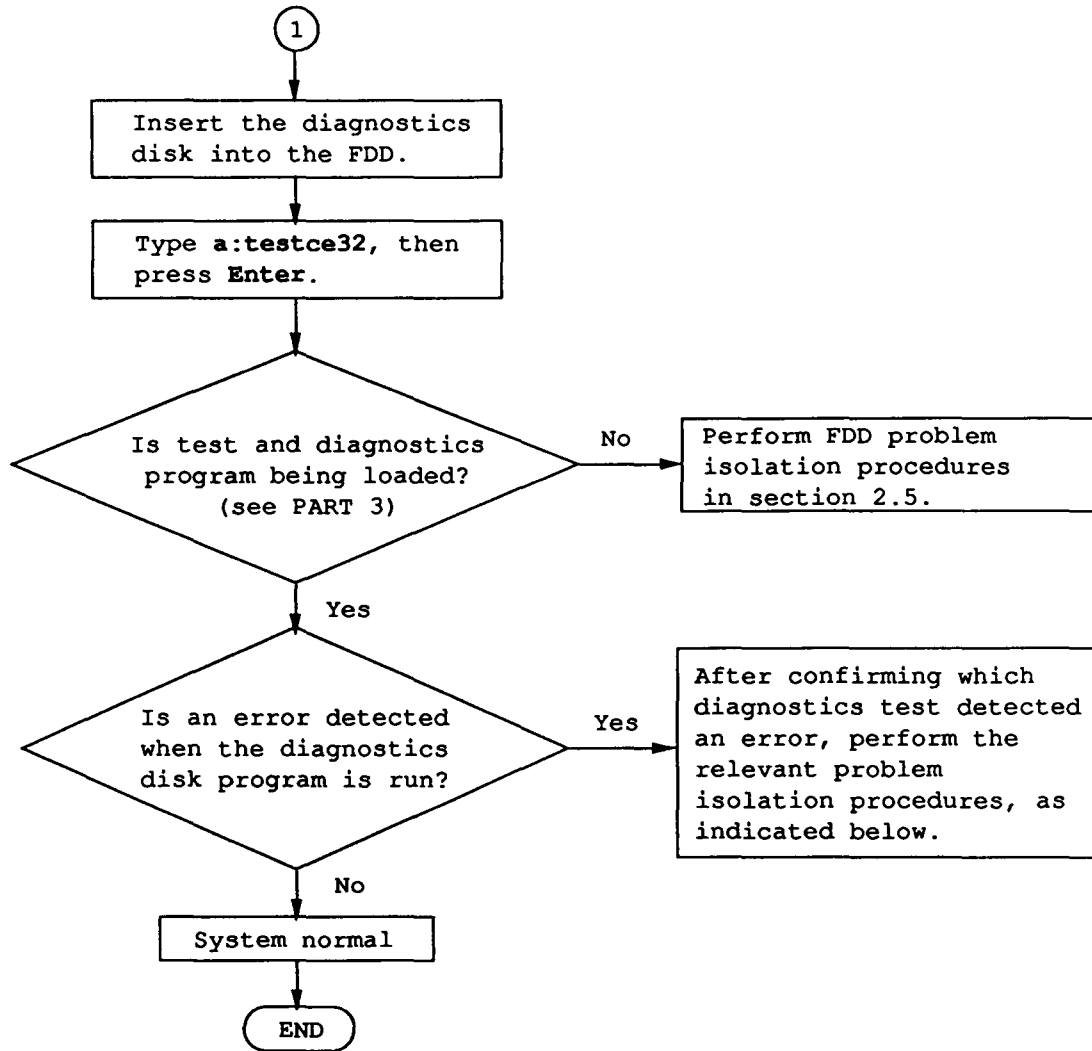 1
Insert the diagnostics
disk into the FDD.
Type a:testce32, then
press Enter.
Is test and diagnostics
program being loaded?
(see PART 3)
No
Perform FDD problem
isolation procedures
in section 2.5.
Yes
Is an error detected
when the diagnostics
disk program is run?
Yes
After confirming which
diagnostics test detected
an error, perform the
relevant problem
isolation procedures, as
indicated below.
No
System normal
END